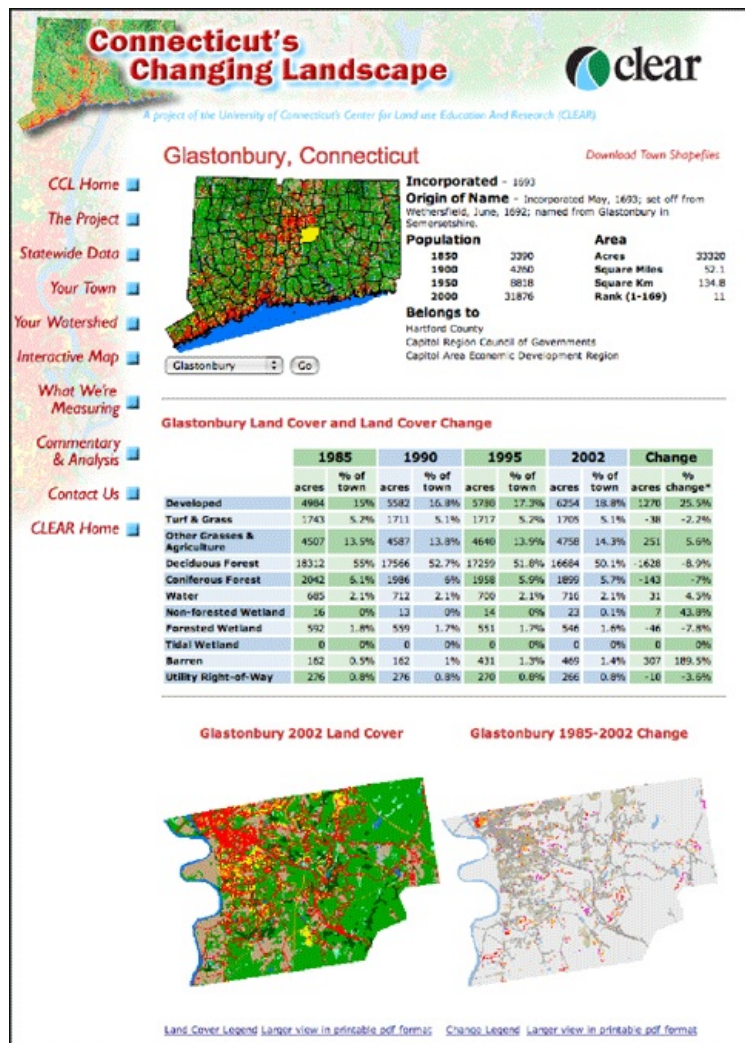 Connecticut's
Changing Landscape
clear
A project of the University of Connecticut's Center for Land use Education And Research (CLEAR)
Glastonbury, Connecticut
Download Town Shapefiles
CCL Home
The Project
Statewide Data
Your Town
Your Watershed
Interactive Map
What We're
Measuring
Commentary
& Analysis
Contact Us
CLEAR Home
Incorporated - 1693
Origin of Name - Incorporated May, 1693; set off from
Wethersfield, June, 1692; named from Glastonbury in
Somersetshire.
Population Area
1850 3390 Acres 33320
1900 4260 Square Miles 52.1
1950 8818 Square Km 134.8
2000 31876 Rank (1-169) 11
Belongs to
Hartford County
Capitol Region Council of Governments
Capitol Area Economic Development Region
Glastonbury Go
Glastonbury Land Cover and Land Cover Change
1985 1990 1995 2002 Change
acres % of town acres % of town acres % of town acres % of town acres % change*
Developed 4984 15% 5582 16.8% 5780 17.3% 6254 18.8% 1270 25.5%
Turf & Grass 1743 5.2% 1711 5.1% 1717 5.2% 1705 5.1% -38 -2.2%
Other Grasses & Agriculture 4507 13.5% 4587 13.8% 4640 13.9% 4758 14.3% 251 5.6%
Deciduous Forest 18312 55% 17566 52.7% 17259 51.8% 16684 50.1% -1628 -8.9%
Coniferous Forest 2042 6.1% 1986 6% 1958 5.9% 1899 5.7% -143 -7%
Water 685 2.1% 712 2.1% 700 2.1% 716 2.1% 31 4.5%
Non-forested Wetland 16 0% 13 0% 14 0% 23 0.1% 7 43.8%
Forested Wetland 592 1.8% 559 1.7% 551 1.7% 546 1.6% -46 -7.8%
Tidal Wetland 0 0% 0 0% 0 0% 0 0% 0 0%
Barren 162 0.5% 162 1% 431 1.3% 469 1.4% 307 189.5%
Utility Right-of-Way 276 0.8% 276 0.8% 270 0.8% 266 0.8% -10 -3.6%
Glastonbury 2002 Land Cover
Glastonbury 1985-2002 Change
Land Cover Legend Larger view in printable pdf format
Change Legend Larger view in printable pdf format